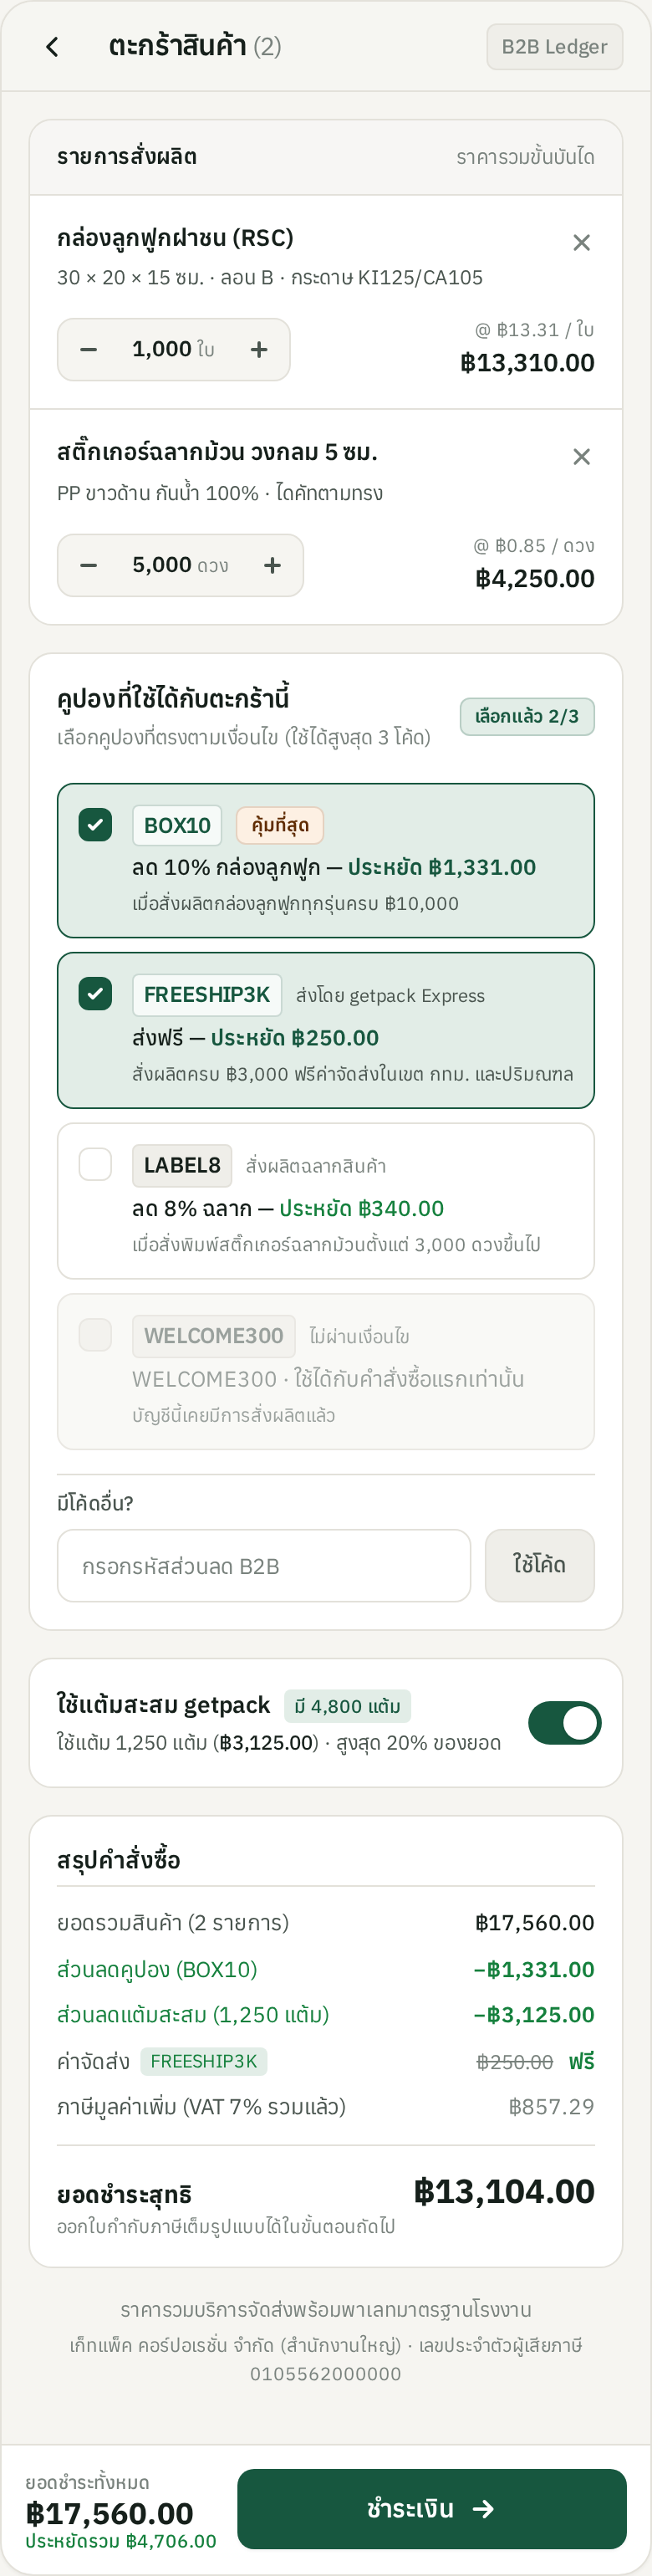 ตะกร้าสินค้า (2)
B2B Ledger
รายการสั่งผลิต
ราคารวมขั้นบันได
กล่องลูกฟูกฝาชน (RSC)
30 × 20 × 15 ซม. · ลอน B · กระดาษ KI125/CA105
1,000 ใบ
@ ฿13.31 / ใบ
฿13,310.00
สติ๊กเกอร์ฉลากม้วน วงกลม 5 ซม.
PP ขาวด้าน กันน้ำ 100% · ไดคัทตามทรง
5,000 ดวง
@ ฿0.85 / ดวง
฿4,250.00
คูปองที่ใช้ได้กับตะกร้านี้
เลือกคูปองที่ตรงตามเงื่อนไข (ใช้ได้สูงสุด 3 โค้ด)
เลือกแล้ว 2/3
BOX10 คุ้มที่สุด
ลด 10% กล่องลูกฟูก — ประหยัด ฿1,331.00
เมื่อสั่งผลิตกล่องลูกฟูกทุกรุ่นครบ ฿10,000
FREESHIP3K ส่งโดย getpack Express
ส่งฟรี — ประหยัด ฿250.00
สั่งผลิตครบ ฿3,000 ฟรีค่าจัดส่งในเขต กทม. และปริมณฑล
LABEL8 สั่งผลิตฉลากสินค้า
ลด 8% ฉลาก — ประหยัด ฿340.00
เมื่อสั่งพิมพ์สติ๊กเกอร์ฉลากม้วนตั้งแต่ 3,000 ดวงขึ้นไป
WELCOME300 ไม่ผ่านเงื่อนไข
WELCOME300 · ใช้ได้กับคำสั่งซื้อแรกเท่านั้น
บัญชีนี้เคยมีการสั่งผลิตแล้ว
มีโค้ดอื่น?
กรอกรหัสส่วนลด B2B
ใช้โค้ด
ใช้แต้มสะสม getpack มี 4,800 แต้ม
ใช้แต้ม 1,250 แต้ม (฿3,125.00) · สูงสุด 20% ของยอด
สรุปคำสั่งซื้อ
ยอดรวมสินค้า (2 รายการ) ฿17,560.00
ส่วนลดคูปอง (BOX10) −฿1,331.00
ส่วนลดแต้มสะสม (1,250 แต้ม) −฿3,125.00
ค่าจัดส่ง FREESHIP3K ฿250.00 ฟรี
ภาษีมูลค่าเพิ่ม (VAT 7% รวมแล้ว) ฿857.29
ยอดชำระสุทธิ ฿13,104.00
ออกใบกำกับภาษีเต็มรูปแบบได้ในขั้นตอนถัดไป
ราคารวมบริการจัดส่งพร้อมพาเลทมาตรฐานโรงงาน
เก็ทแพ็ค คอร์ปอเรชั่น จำกัด (สำนักงานใหญ่) · เลขประจำตัวผู้เสียภาษี
0105562000000
ยอดชำระทั้งหมด
฿17,560.00
ประหยัดรวม ฿4,706.00
ชำระเงิน →